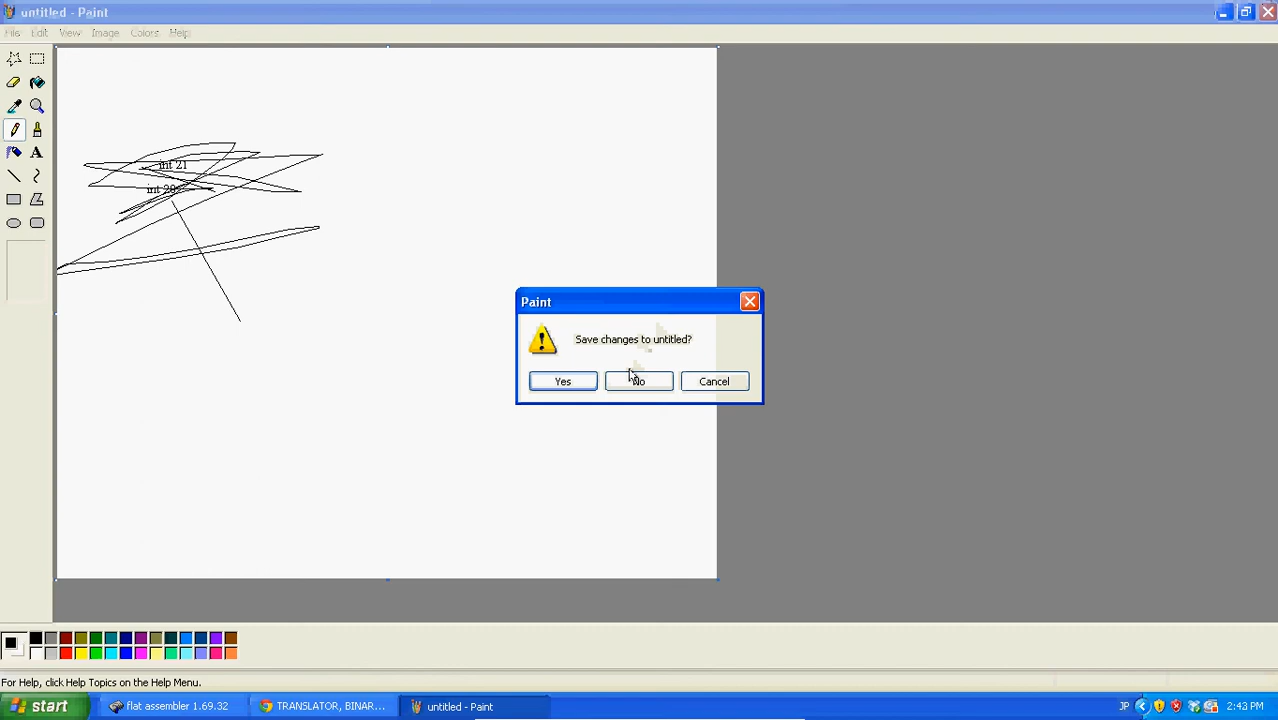 untitled - Paint
File Edit View Image Colors Help
int 21
int 20
Paint
Save changes to untitled?
Yes No Cancel
For Help, click Help Topics on the Help Menu.
start flat assembler 1.69.32 TRANSLATOR, BINAR... untitled - Paint JP 2:43 PM